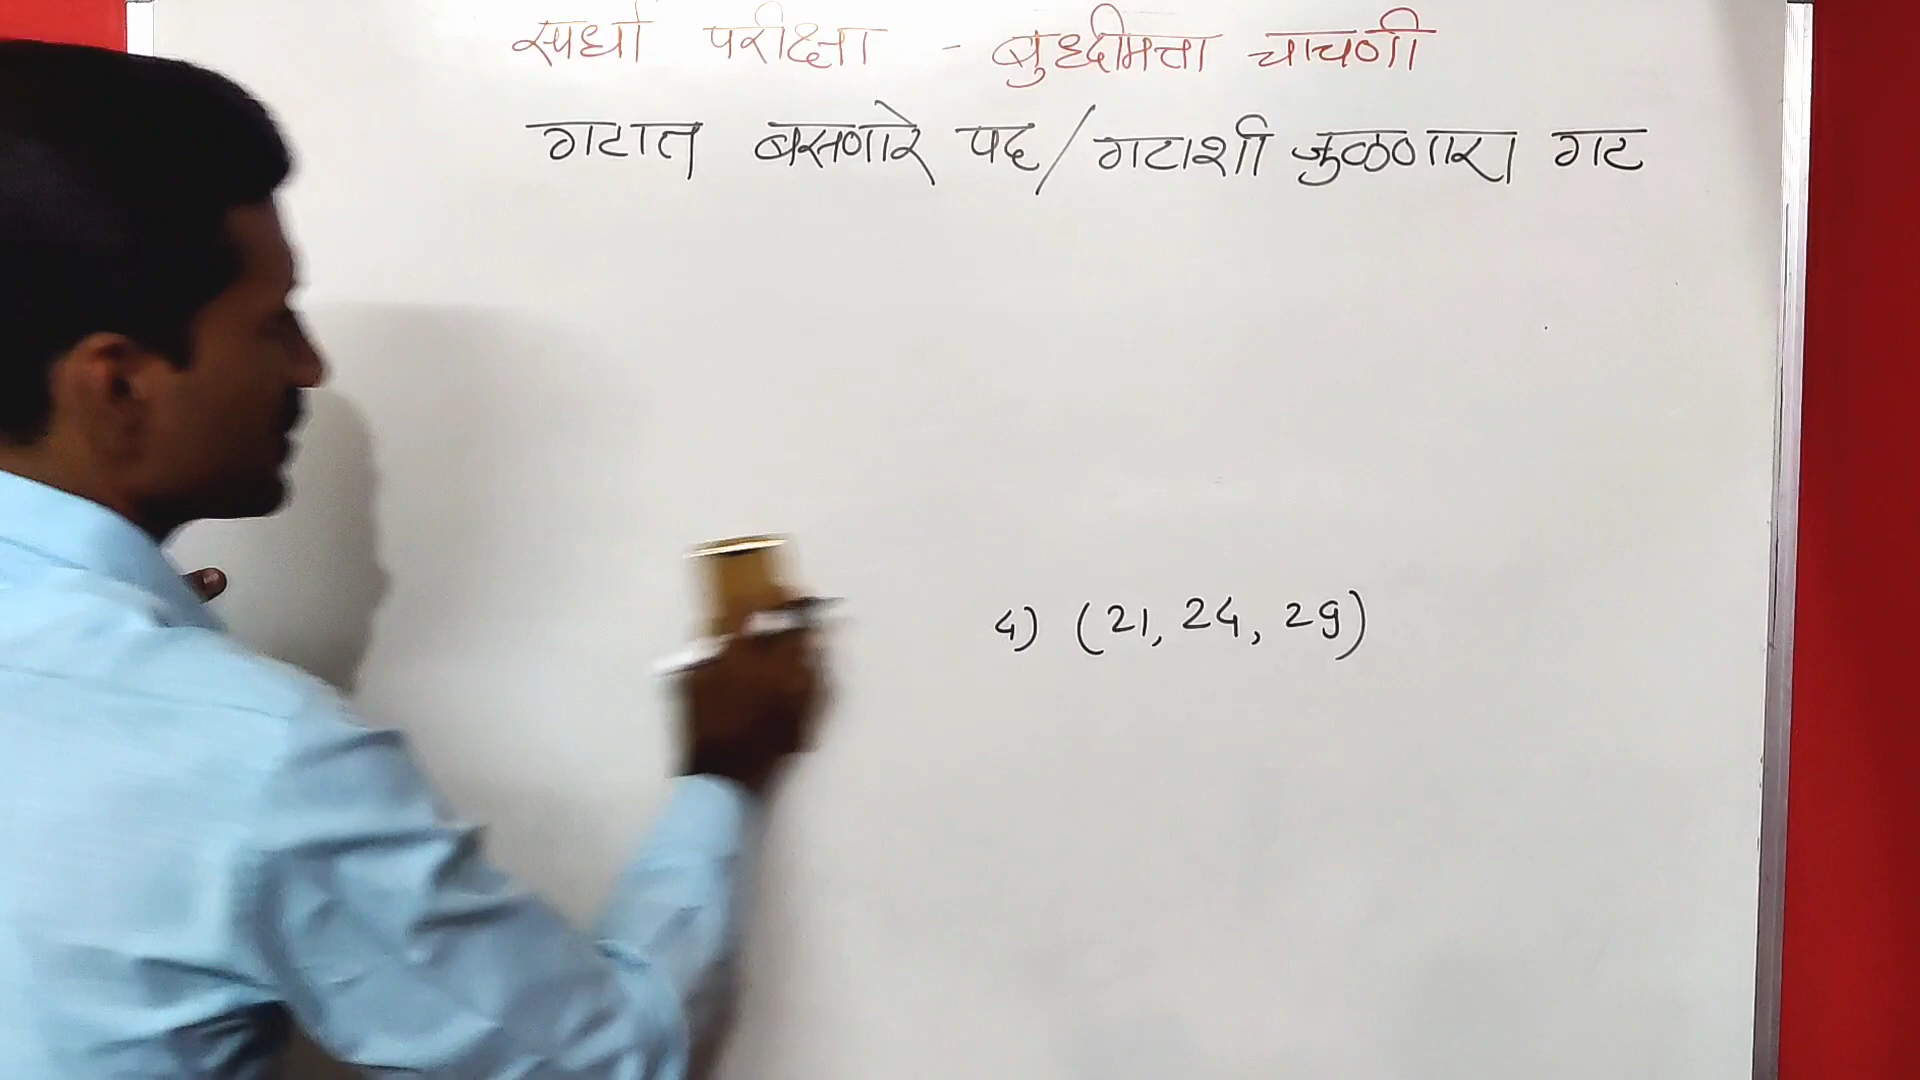 स्पर्धा परीक्षा - बुध्दीमत्ता चाचणी
गटात बसणारे पद/गटाशी जुळणारा गट
4) (21, 24, 29)